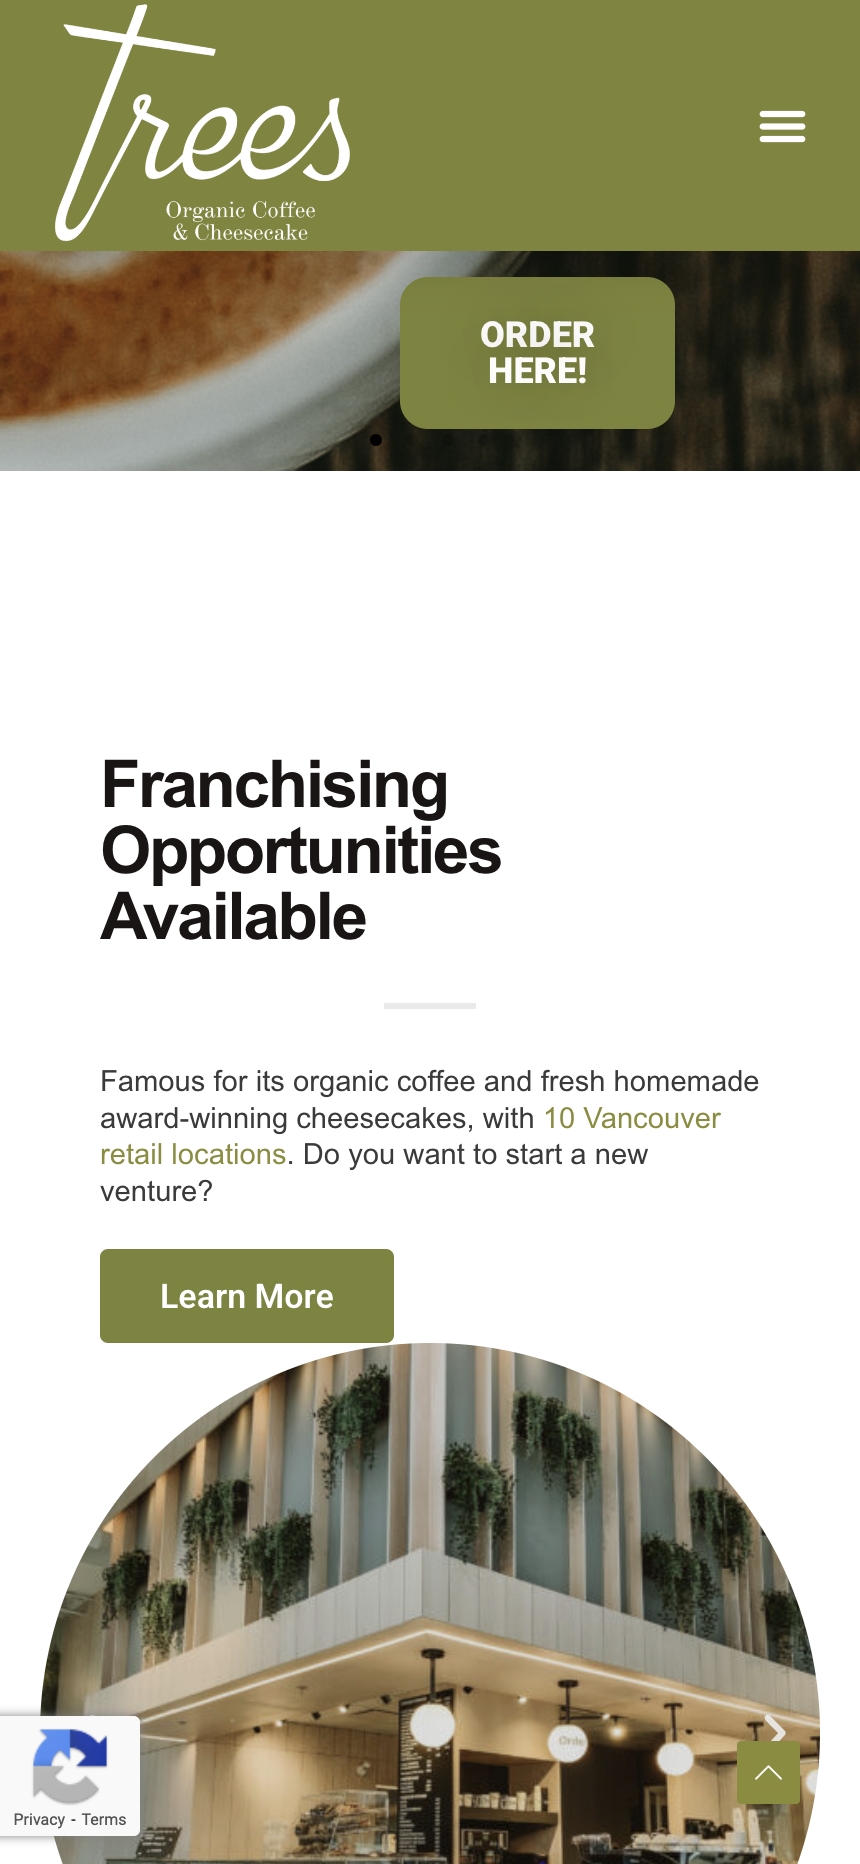 Trees
Organic Coffee
& Cheesecake
ORDER
HERE!
Franchising
Opportunities
Available
Famous for its organic coffee and fresh homemade
award-winning cheesecakes, with 10 Vancouver
retail locations. Do you want to start a new
venture?
Learn More
Orde
Privacy - Terms